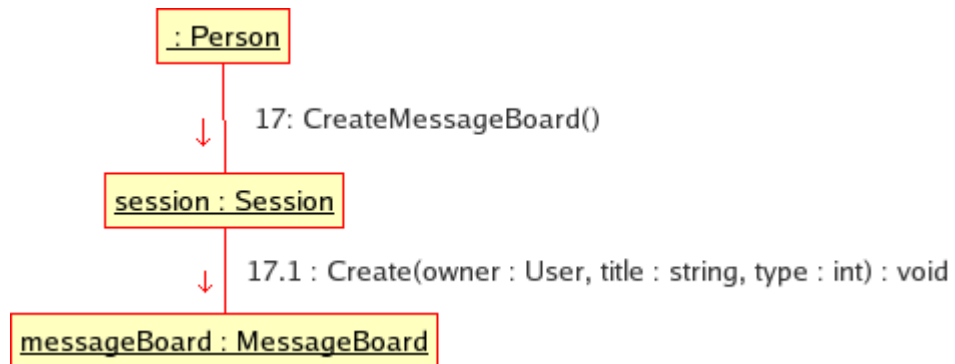 : Person
17: CreateMessageBoard()
session : Session
17.1 : Create(owner : User, title : string, type : int) : void
messageBoard : MessageBoard